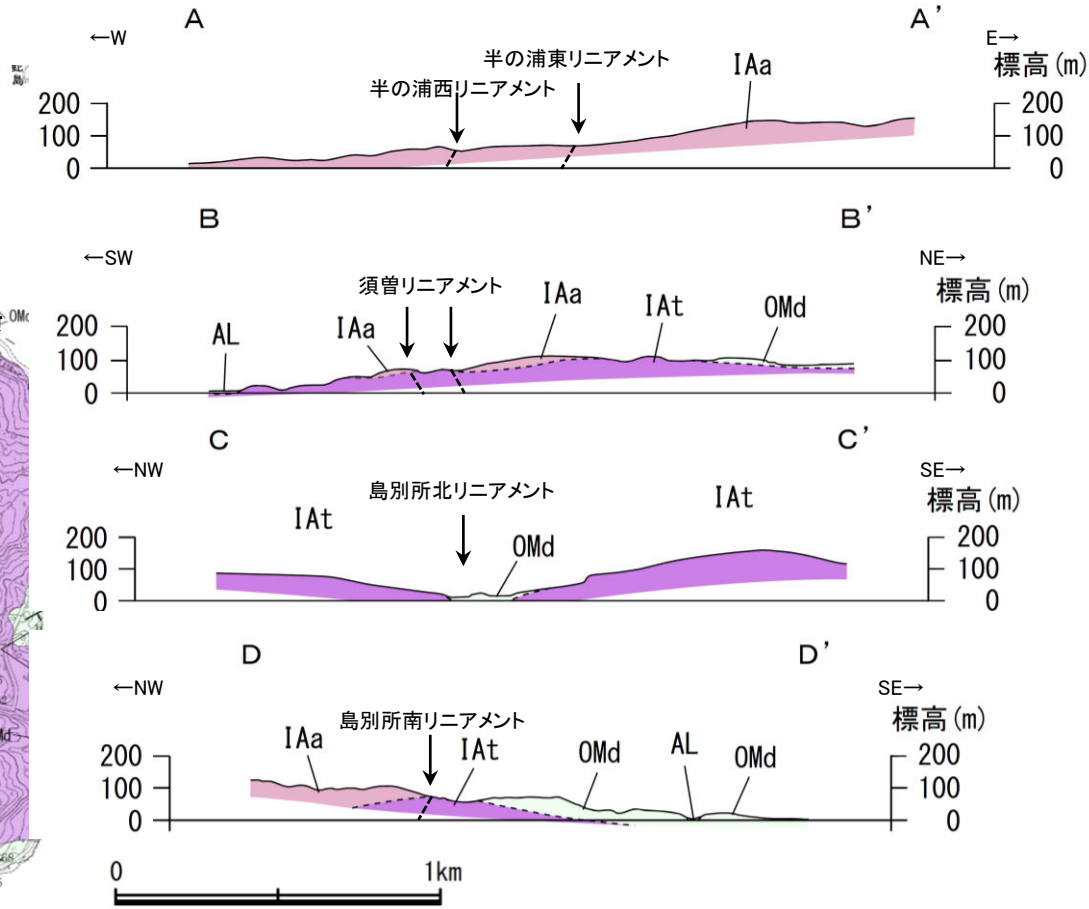 A
A'
←W
E→
標高(m)
半の浦東リニアメント
半の浦西リニアメント
IAa
200
100
0
200
100
0
B
B'
←SW
NE→
標高(m)
須曽リニアメント
AL
IAa
IAa
IAt
OMd
200
100
0
200
100
0
C
C'
←NW
SE→
標高(m)
島別所北リニアメント
IAt
OMd
IAt
200
100
0
200
100
0
D
D'
←NW
SE→
標高(m)
島別所南リニアメント
IAa
IAt
OMd
AL
OMd
200
100
0
200
100
0
0
1km